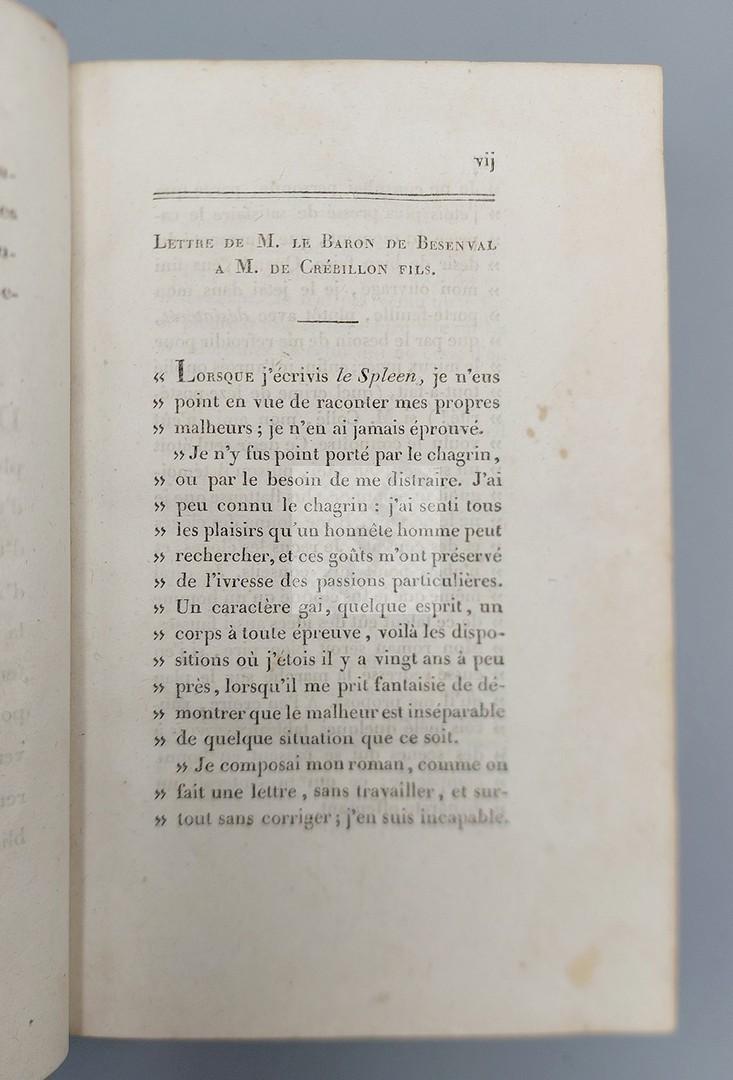 vij
LETTRE DE M. LE BARON DE BESENVAL
A M. DE CRÉBILLON FILS.
« LORSQUE j'écrivis le Spleen, je n'eus
» point en vue de raconter mes propres
» malheurs ; je n'en ai jamais éprouvé.
» Je n'y fus point porté par le chagrin,
» ou par le besoin de me distraire. J'ai
» peu connu le chagrin : j'ai senti tous
» les plaisirs qu'un honnête homme peut
» rechercher, et ces goûts m'ont préservé
» de l'ivresse des passions particulières.
» Un caractère gai, quelque esprit, un
» corps à toute épreuve, voilà les dispo-
» sitions où j'étois il y a vingt ans à peu
» près, lorsqu'il me prit fantaisie de dé-
» montrer que le malheur est inséparable
» de quelque situation que ce soit.
» Je composai mon roman, comme on
» fait une lettre, sans travailler, et sur-
» tout sans corriger ; j'en suis incapable.